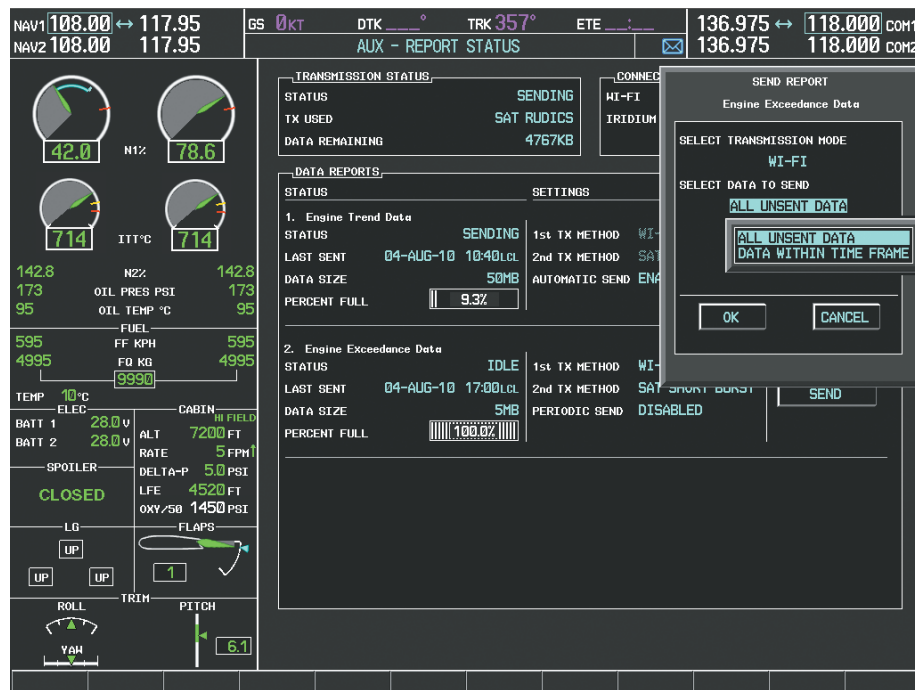 NAV1 108.00 ↔ 117.95 GS 0KT DTK ___° TRK 357° ETE __:__ 136.975 ↔ 118.000 COM1
NAV2 108.00 117.95 AUX - REPORT STATUS 136.975 118.000 COM2
42.0 N1% 78.6
714 ITT°C 714
142.8 N2% 142.8
173 OIL PRES PSI 173
95 OIL TEMP °C 95
FUEL
595 FF KPH 595
4995 FQ KG 4995
9990
TEMP 10°C
ELEC
BATT 1 28.0 V
BATT 2 28.0 V
SPOILER
CLOSED
CABIN
HI FIELD
ALT 7200 FT
RATE 5 FPM↑
DELTA-P 5.0 PSI
LFE 4520 FT
OXY/50 1450 PSI
LG
UP
UP UP
FLAPS
1
TRIM
ROLL PITCH
6.1
YAW
TRANSMISSION STATUS
STATUS SENDING
TX USED SAT RUDICS
DATA REMAINING 4767KB
CONNEC
WI-FI
IRIDIUM
DATA REPORTS
STATUS SETTINGS
1. Engine Trend Data
STATUS SENDING 1st TX METHOD WI-
LAST SENT 04-AUG-10 10:40LCL 2nd TX METHOD SAT
DATA SIZE 50MB AUTOMATIC SEND ENA
PERCENT FULL 9.3%
2. Engine Exceedance Data
STATUS IDLE 1st TX METHOD WI-
LAST SENT 04-AUG-10 17:00LCL 2nd TX METHOD SAT SHORT BURST
DATA SIZE 5MB PERIODIC SEND DISABLED
PERCENT FULL 100.0%
SEND
SEND REPORT
Engine Exceedance Data
SELECT TRANSMISSION MODE
WI-FI
SELECT DATA TO SEND
ALL UNSENT DATA
ALL UNSENT DATA
DATA WITHIN TIME FRAME
OK CANCEL